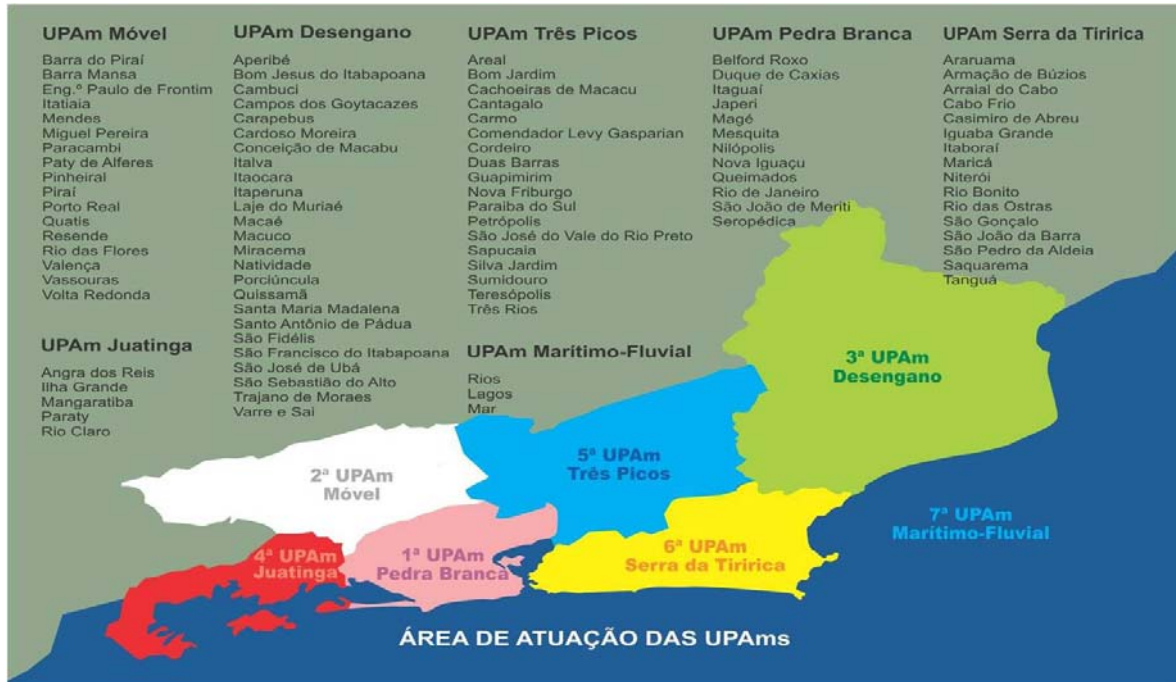 UPAm Móvel
Barra do Piraí
Barra Mansa
Eng.º Paulo de Frontim
Itatiaia
Mendes
Miguel Pereira
Paracambi
Paty de Alferes
Pinheiral
Piraí
Porto Real
Quatis
Resende
Rio das Flores
Valença
Vassouras
Volta Redonda
UPAm Juatinga
Angra dos Reis
Ilha Grande
Mangaratiba
Paraty
Rio Claro
UPAm Desengano
Aperibé
Bom Jesus do Itabapoana
Cambuci
Campos dos Goytacazes
Carapebus
Cardoso Moreira
Conceição de Macabu
Italva
Itaocara
Itaperuna
Laje do Muriaé
Macaé
Macuco
Miracema
Natividade
Porciúncula
Quissamã
Santa Maria Madalena
Santo Antônio de Pádua
São Fidélis
São Francisco do Itabapoana
São José de Ubá
São Sebastião do Alto
Trajano de Moraes
Varre e Sai
UPAm Três Picos
Areal
Bom Jardim
Cachoeiras de Macacu
Cantagalo
Carmo
Comendador Levy Gasparian
Cordeiro
Duas Barras
Guapimirim
Nova Friburgo
Paraiba do Sul
Petrópolis
São José do Vale do Rio Preto
Sapucaia
Silva Jardim
Sumidouro
Teresópolis
Três Rios
UPAm Marítimo-Fluvial
Rios
Lagos
Mar
UPAm Pedra Branca
Belford Roxo
Duque de Caxias
Itaguaí
Japeri
Magé
Mesquita
Nilópolis
Nova Iguaçu
Queimados
Rio de Janeiro
São João de Meriti
Seropédica
UPAm Serra da Tiririca
Araruama
Armação de Búzios
Arraial do Cabo
Cabo Frio
Casimiro de Abreu
Iguaba Grande
Itaboraí
Maricá
Niterói
Rio Bonito
Rio das Ostras
São Gonçalo
São João da Barra
São Pedro da Aldeia
Saquarema
Tanguá
3ª UPAm
Desengano
5ª UPAm
Três Picos
2ª UPAm
Móvel
7ª UPAm
Marítimo-Fluvial
4ª UPAm
Juatinga
1ª UPAm
Pedra Branca
6ª UPAm
Serra da Tiririca
ÁREA DE ATUAÇÃO DAS UPAms